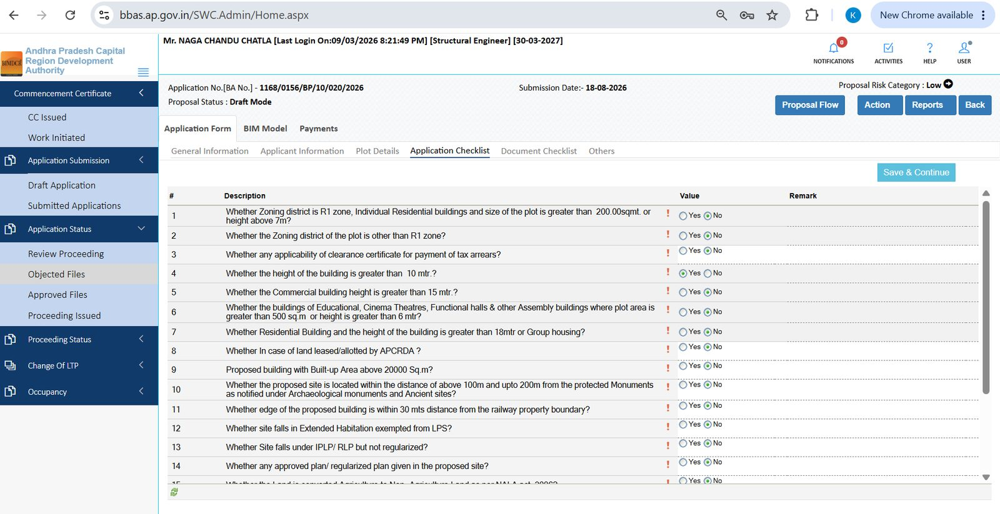 bbas.ap.gov.in/SWC.Admin/Home.aspx
K
New Chrome available
BIMDCR
Andhra Pradesh Capital
Region Development
Authority
Mr. NAGA CHANDU CHATLA [Last Login On:09/03/2026 8:21:49 PM] [Structural Engineer] [30-03-2027]
0
NOTIFICATIONS
ACTIVITIES
HELP
USER
Commencement Certificate
CC Issued
Work Initiated
Application Submission
Draft Application
Submitted Applications
Application Status
Review Proceeding
Objected Files
Approved Files
Proceeding Issued
Proceeding Status
Change Of LTP
Occupancy
Application No.[BA No.] - 1168/0156/BP/10/020/2026
Submission Date:- 18-08-2026
Proposal Risk Category : Low
Proposal Status : Draft Mode
Proposal Flow
Action
Reports
Back
Application Form
BIM Model
Payments
General Information
Applicant Information
Plot Details
Application Checklist
Document Checklist
Others
Save & Continue
# Description Value Remark
1 Whether Zoning district is R1 zone, Individual Residential buildings and size of the plot is greater than 200.00sqmt. or ! Yes No
height above 7m?
2 Whether the Zoning district of the plot is other than R1 zone? ! Yes No
3 Whether any applicability of clearance certificate for payment of tax arrears? ! Yes No
4 Whether the height of the building is greater than 10 mtr.? ! Yes No
5 Whether the Commercial building height is greater than 15 mtr.? ! Yes No
6 Whether the buildings of Educational, Cinema Theatres, Functional halls & other Assembly buildings where plot area is ! Yes No
greater than 500 sq.m or height is greater than 6 mtr?
7 Whether Residential Building and the height of the building is greater than 18mtr or Group housing? ! Yes No
8 Whether In case of land leased/allotted by APCRDA ? ! Yes No
9 Proposed building with Built-up Area above 20000 Sq.m? ! Yes No
10 Whether the proposed site is located within the distance of above 100m and upto 200m from the protected Monuments ! Yes No
as notified under Archaeological monuments and Ancient sites?
11 Whether edge of the proposed building is within 30 mts distance from the railway property boundary? ! Yes No
12 Whether site falls in Extended Habitation exempted from LPS? ! Yes No
13 Whether Site falls under IPLP/ RLP but not regularized? ! Yes No
14 Whether any approved plan/ regularized plan given in the proposed site? ! Yes No
15 Whether the Land is converted Agriculture to Non- Agriculture Land as per NALA act, 2006? ! Yes No